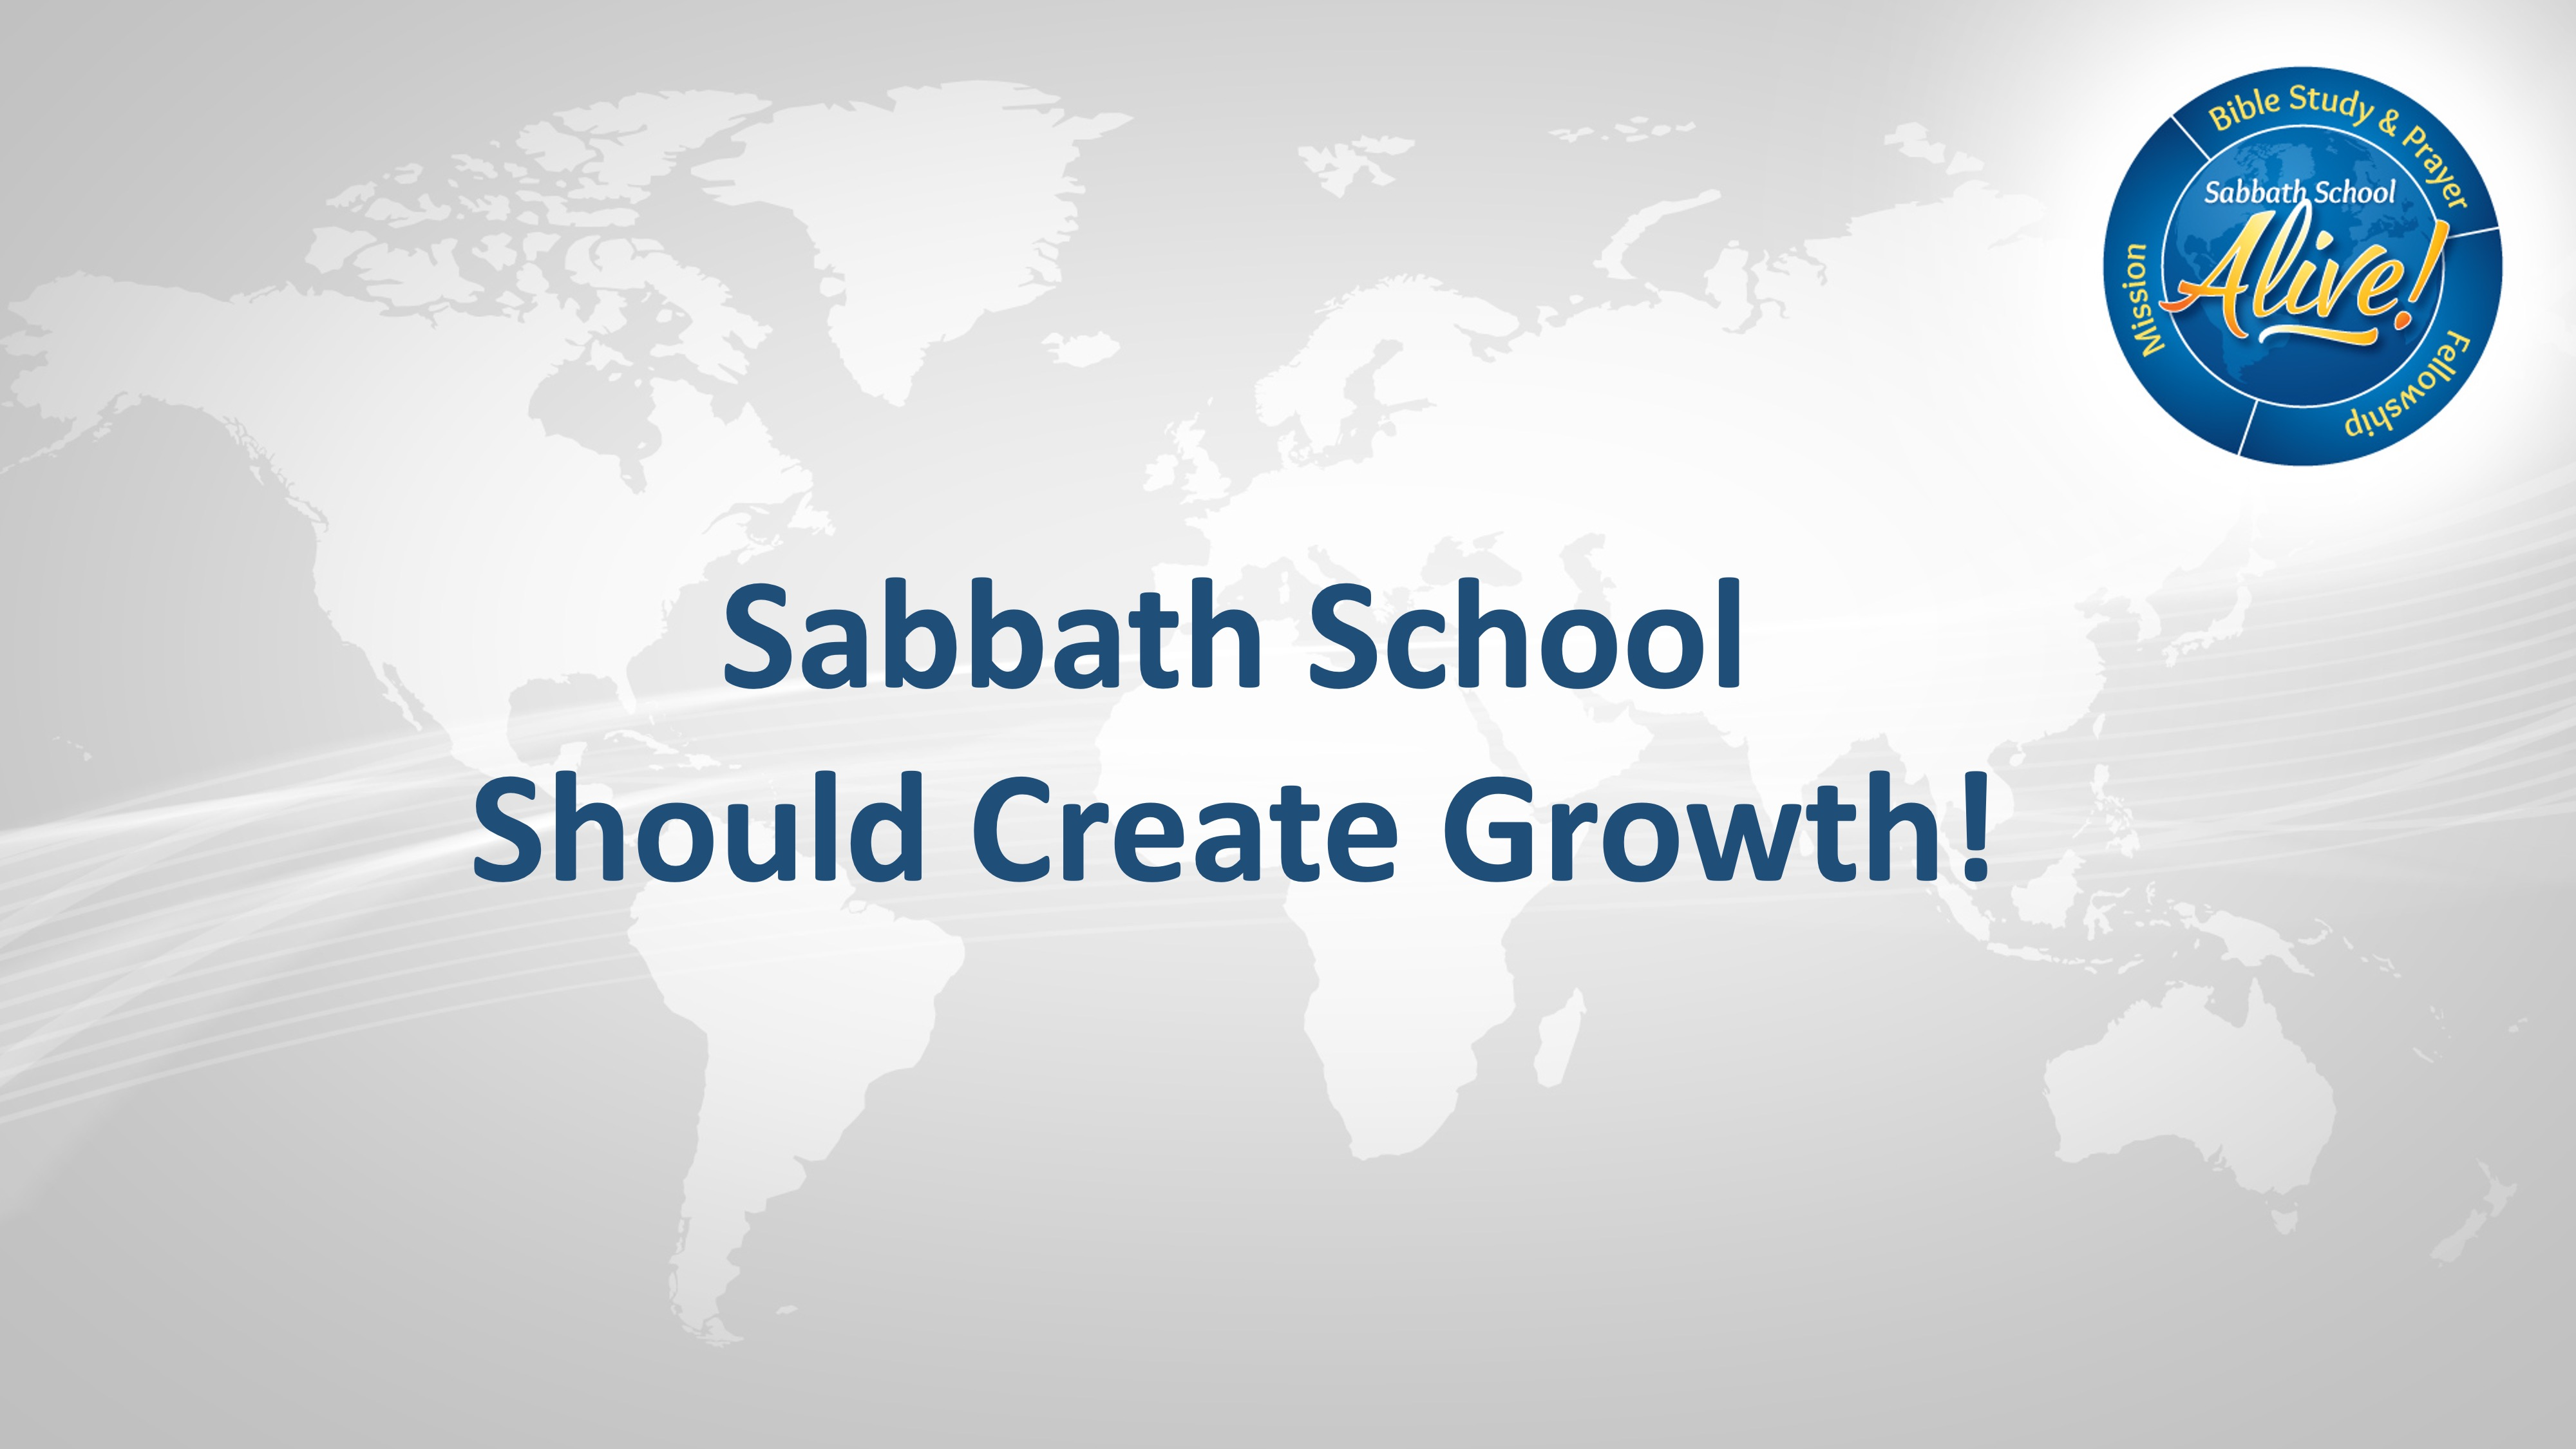 Bible Study & Prayer
Sabbath School
Alive!
Mission
Fellowship
Sabbath School
Should Create Growth!